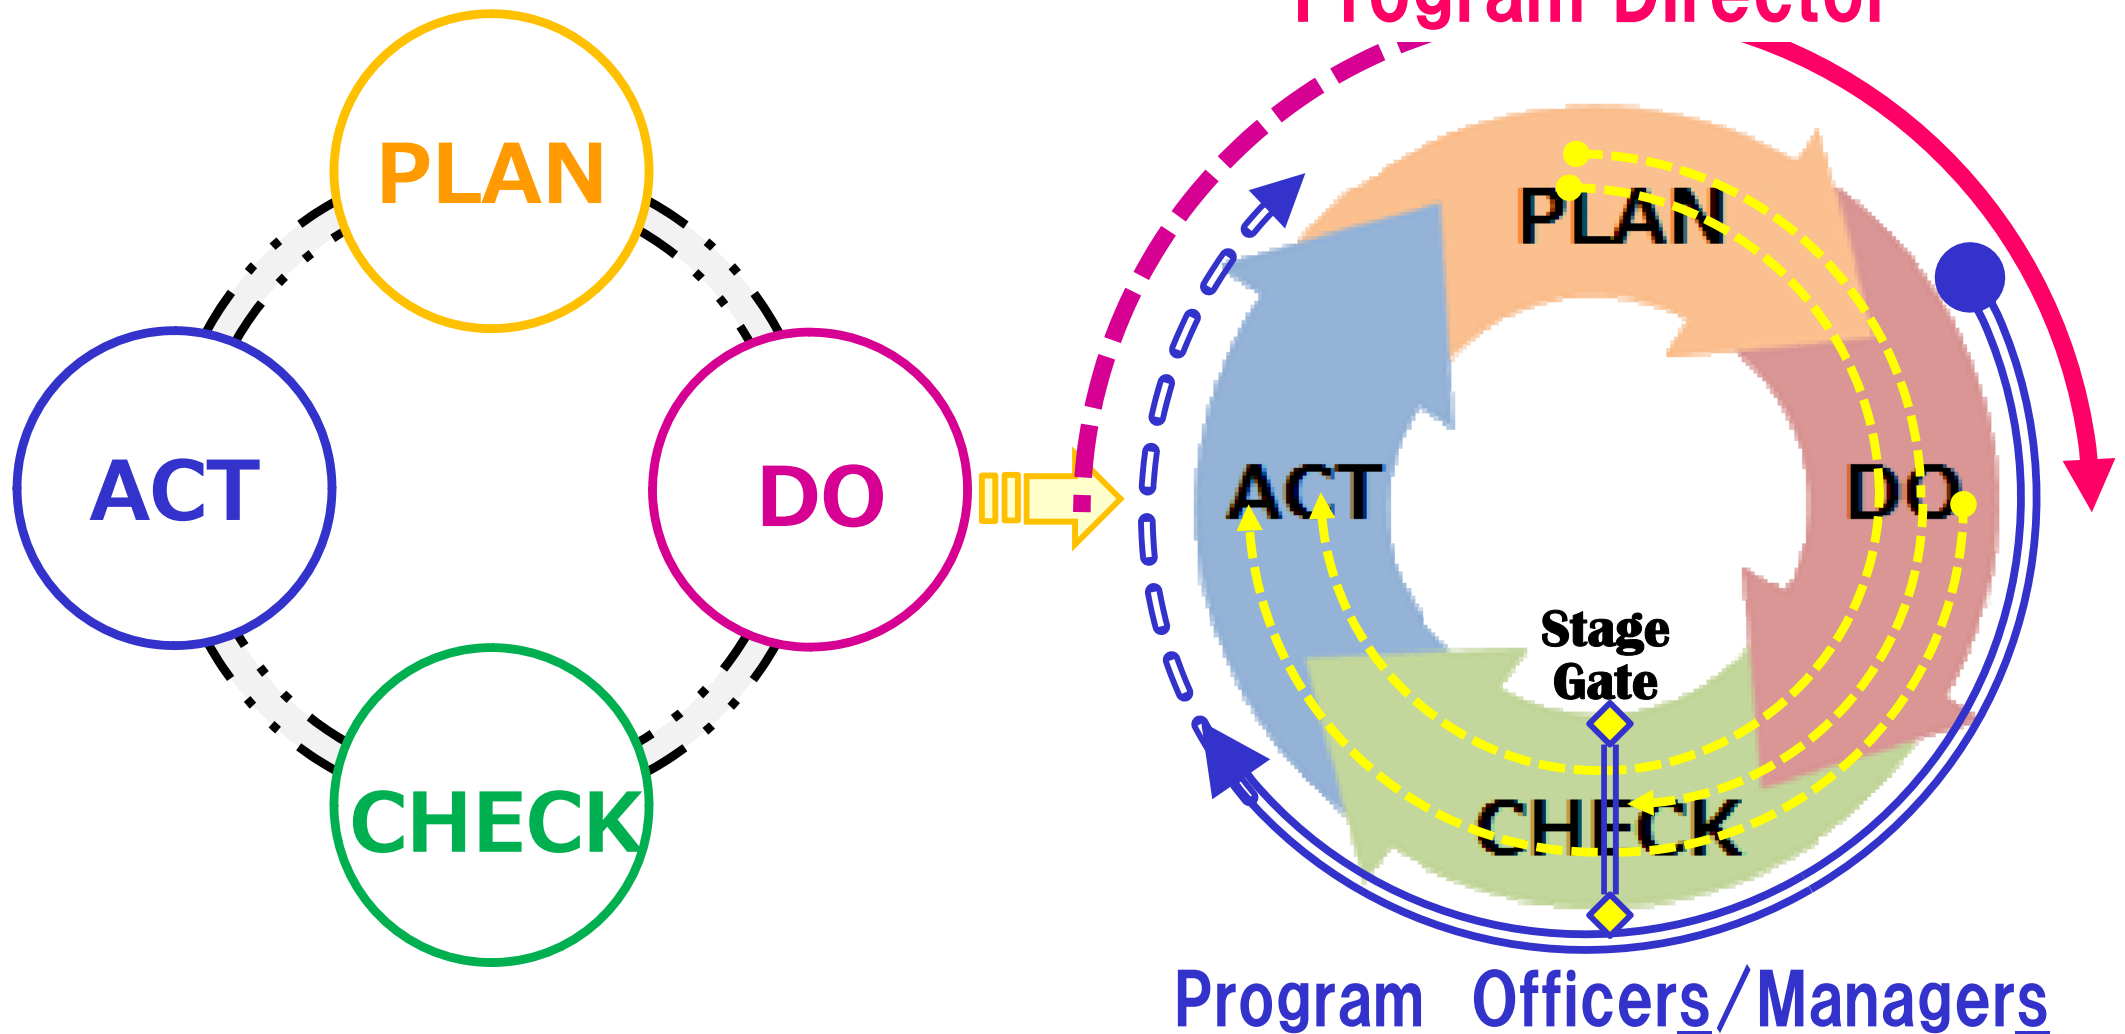 PLAN
ACT
DO
CHECK
Program Director
PLAN
ACT
DO
Stage
Gate
CHECK
Program Officers/Managers